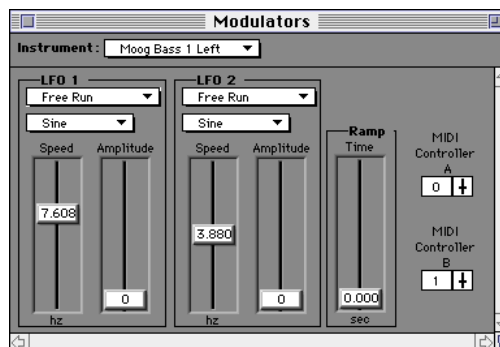 Modulators
Instrument: Moog Bass 1 Left
LFO 1
Free Run
Sine
Speed Amplitude
7.608
0
hz
LFO 2
Free Run
Sine
Speed Amplitude
3.880
0
hz
Ramp
Time
0.000
sec
MIDI
Controller
A
0
MIDI
Controller
B
1